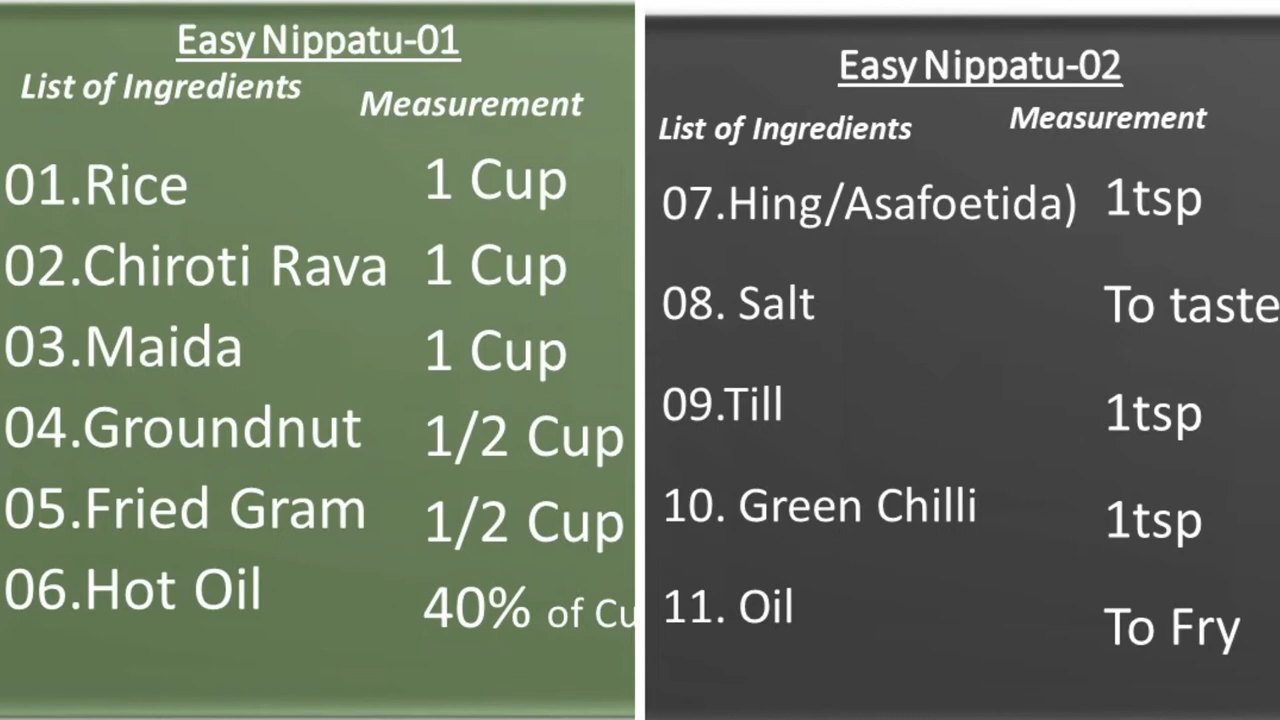 Easy Nippatu-01
List of Ingredients Measurement
01.Rice 1 Cup
02.Chiroti Rava 1 Cup
03.Maida 1 Cup
04.Groundnut 1/2 Cup
05.Fried Gram 1/2 Cup
06.Hot Oil 40% of Cu
Easy Nippatu-02
List of Ingredients Measurement
07.Hing/Asafoetida) 1tsp
08. Salt To taste
09.Till 1tsp
10. Green Chilli 1tsp
11. Oil To Fry